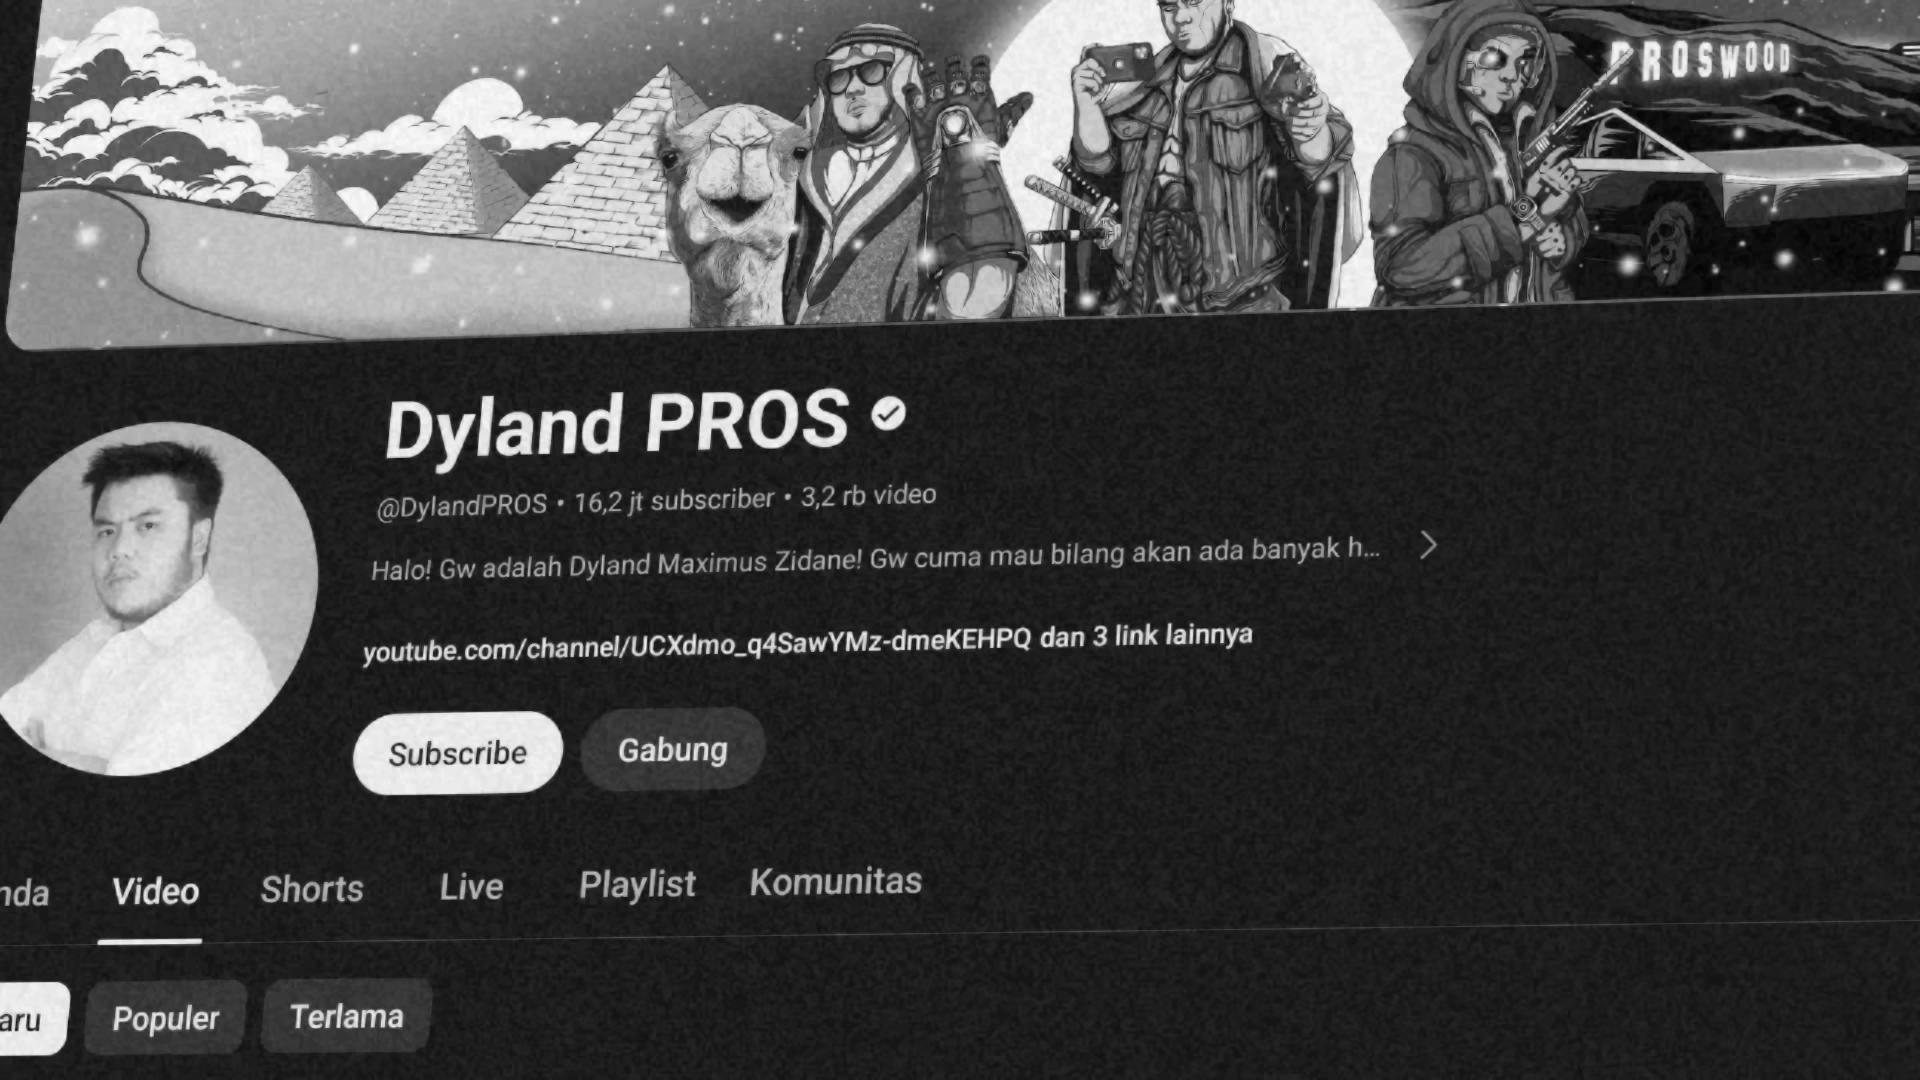 PROSWOOD
Dyland PROS
@DylandPROS • 16,2 jt subscriber • 3,2 rb video
Halo! Gw adalah Dyland Maximus Zidane! Gw cuma mau bilang akan ada banyak h...
youtube.com/channel/UCXdmo_q4SawYMz-dmeKEHPQ dan 3 link lainnya
Subscribe Gabung
nda Video Shorts Live Playlist Komunitas
aru Populer Terlama